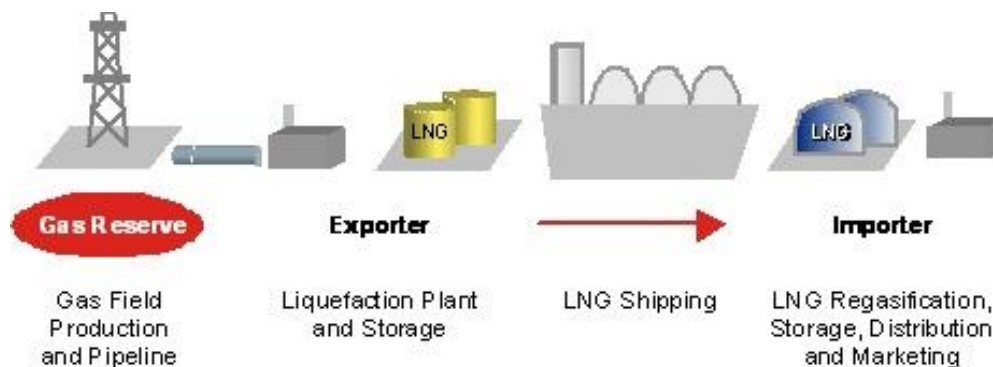 LNG
LNG
Gas Reserve
Exporter
Importer
Gas Field
Production
and Pipeline
Liquefaction Plant
and Storage
LNG Shipping
LNG Regasification,
Storage, Distribution
and Marketing